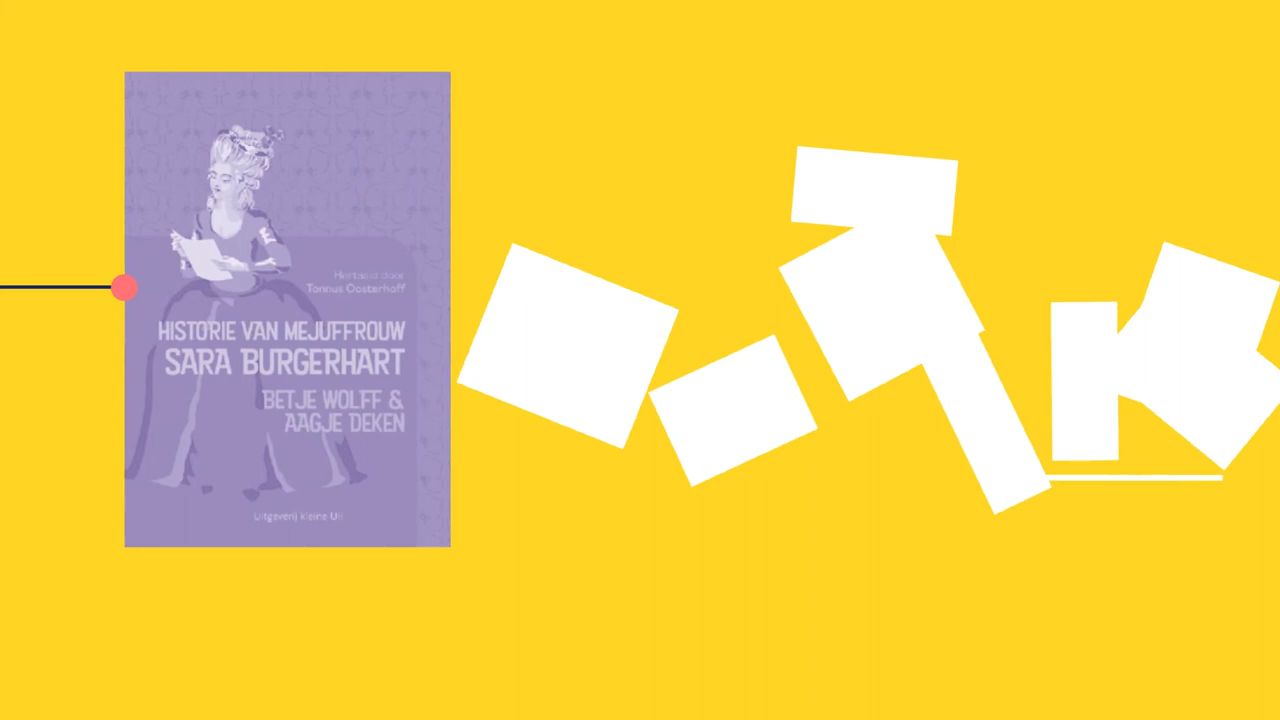 Hertaald door
Tonnus Oosterhoff
HISTORIE VAN MEJUFFROUW
SARA BURGERHART
BETJE WOLFF &
AAGJE DEKEN
Uitgeverij kleine Uil